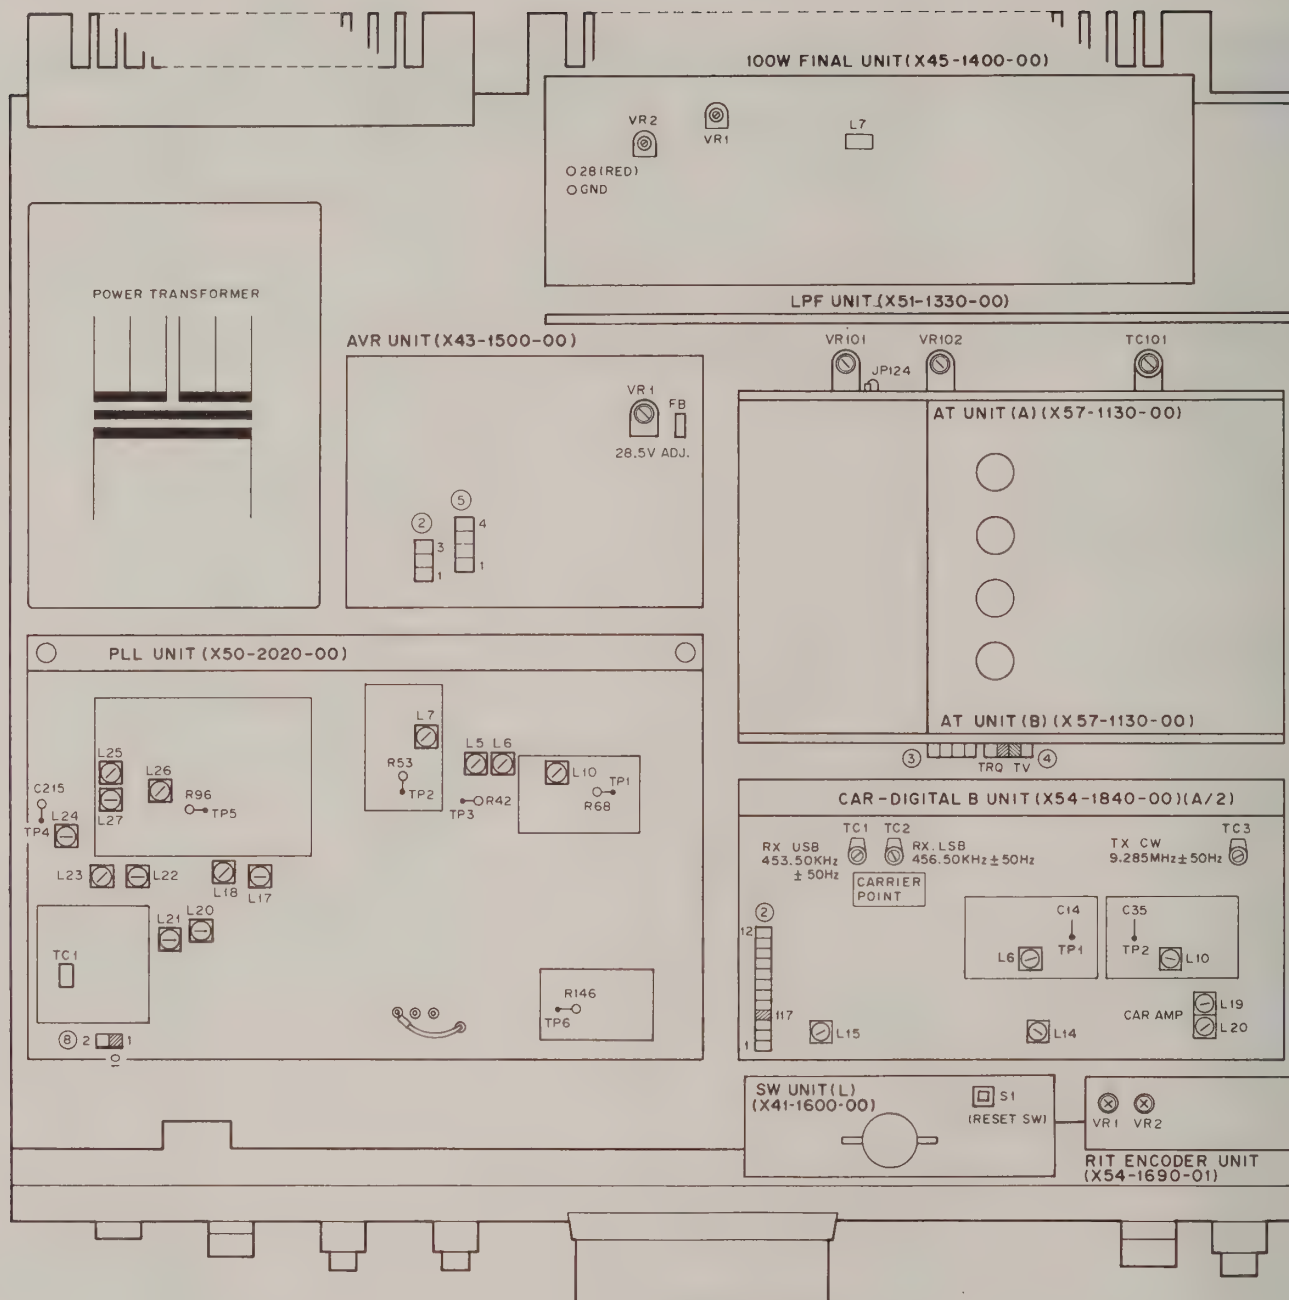 100W FINAL UNIT(X45-1400-00)
VR2
VR1
L7
28(RED)
GND
POWER TRANSFORMER
LPF UNIT(X51-1330-00)
AVR UNIT(X43-1500-00)
VR1
FB
28.5V ADJ.
5
2
4
3
1
1
VR101
VR102
TC101
JP124
AT UNIT(A)(X57-1130-00)
AT UNIT(B)(X57-1130-00)
3
TRQ TV
4
PLL UNIT(X50-2020-00)
L7
L5
L6
L25
L26
L27
R53
TP2
L10
TP1
R68
C215
TP4
L24
R96
TP5
TP3
R42
L23
L22
L18
L17
L21
L20
TC1
R146
TP6
8
2
1
10
CAR-DIGITAL B UNIT(X54-1840-00)(A/2)
TC1
TC2
TC3
RX USB
453.50KHz
±50Hz
RX.LSB
456.50KHz±50Hz
TX CW
9.285MHz±50Hz
CARRIER
POINT
2
12
117
1
C14
TP1
L6
C35
TP2
L10
L15
L14
CAR AMP
L19
L20
SW UNIT(L)
(X41-1600-00)
S1
(RESET SW)
VR1
VR2
RIT ENCODER UNIT
(X54-1690-01)